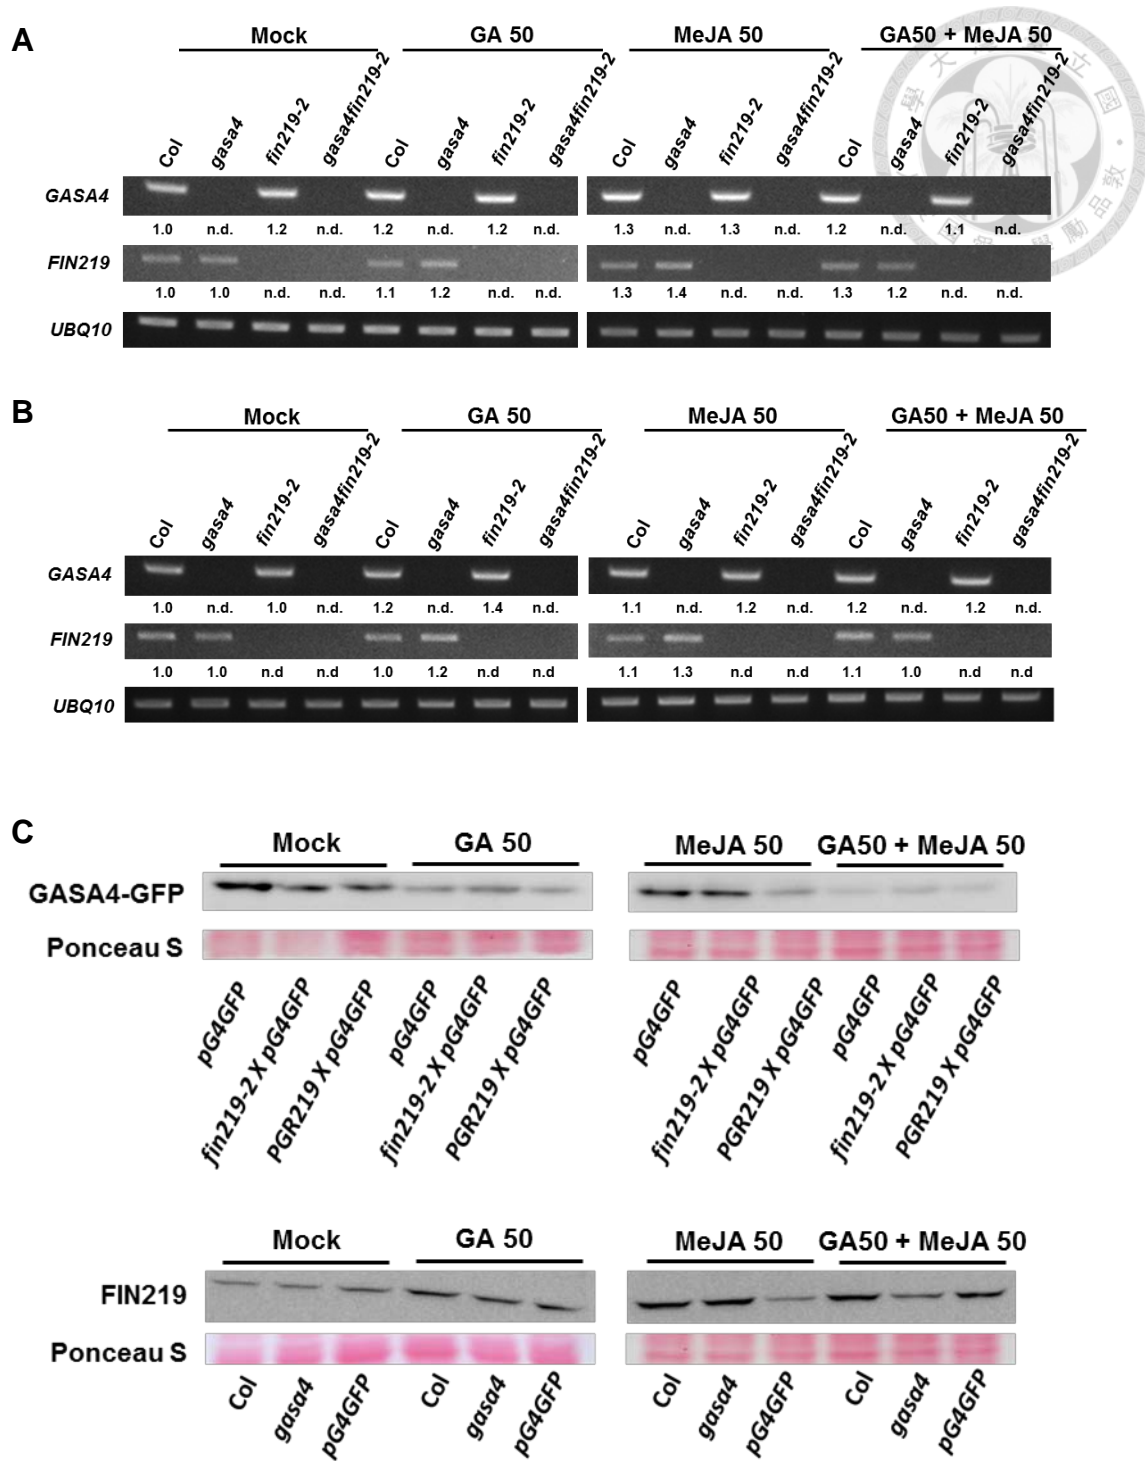 A
Mock GA 50 MeJA 50 GA50 + MeJA 50
Col gasa4 fin219-2 gasa4fin219-2 Col gasa4 fin219-2 gasa4fin219-2 Col gasa4 fin219-2 gasa4fin219-2 Col gasa4 fin219-2 gasa4fin219-2
GASA4
1.0 n.d. 1.2 n.d. 1.2 n.d. 1.2 n.d. 1.3 n.d. 1.3 n.d. 1.2 n.d. 1.1 n.d.
FIN219
1.0 1.0 n.d. n.d. 1.1 1.2 n.d. n.d. 1.3 1.4 n.d. n.d. 1.3 1.2 n.d. n.d.
UBQ10
B
Mock GA 50 MeJA 50 GA50 + MeJA 50
Col gasa4 fin219-2 gasa4fin219-2 Col gasa4 fin219-2 gasa4fin219-2 Col gasa4 fin219-2 gasa4fin219-2 Col gasa4 fin219-2 gasa4fin219-2
GASA4
1.0 n.d. 1.0 n.d. 1.2 n.d. 1.4 n.d. 1.1 n.d. 1.2 n.d. 1.2 n.d. 1.2 n.d.
FIN219
1.0 1.0 n.d n.d 1.0 1.2 n.d n.d 1.1 1.3 n.d n.d 1.1 1.0 n.d n.d
UBQ10
C
Mock GA 50 MeJA 50 GA50 + MeJA 50
GASA4-GFP
Ponceau S
pG4GFP fin219-2 X pG4GFP PGR219 X pG4GFP pG4GFP fin219-2 X pG4GFP PGR219 X pG4GFP pG4GFP fin219-2 X pG4GFP PGR219 X pG4GFP pG4GFP fin219-2 X pG4GFP PGR219 X pG4GFP
Mock GA 50 MeJA 50 GA50 + MeJA 50
FIN219
Ponceau S
Col gasa4 pG4GFP Col gasa4 pG4GFP Col gasa4 pG4GFP Col gasa4 pG4GFP